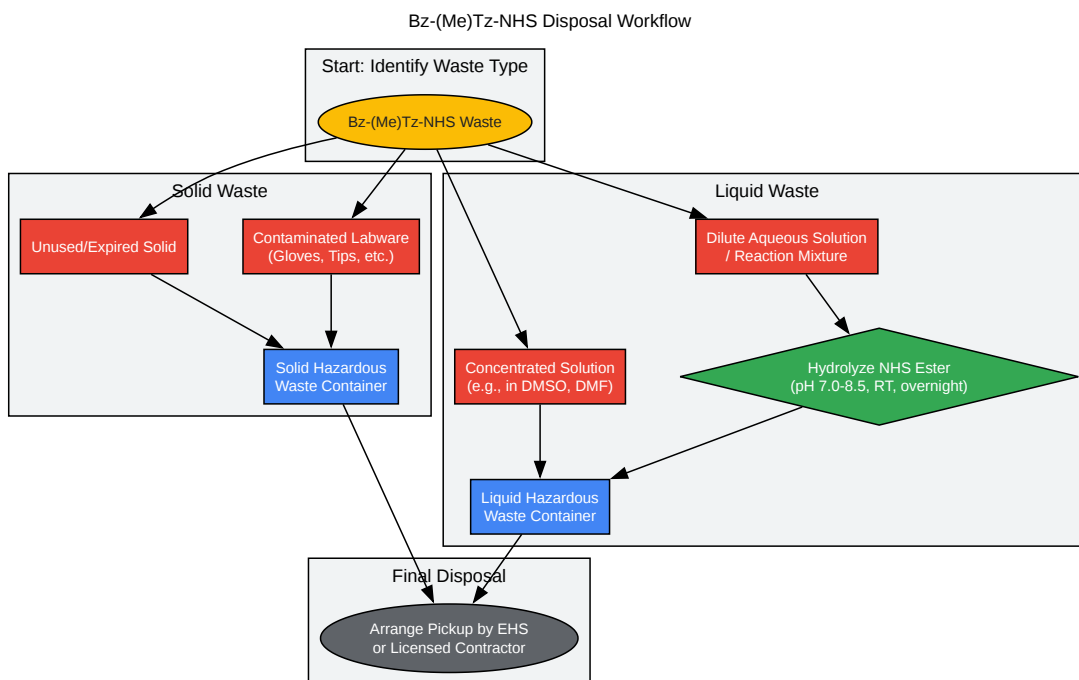 Bz-(Me)Tz-NHS Disposal Workflow
Start: Identify Waste Type
Bz-(Me)Tz-NHS Waste
Solid Waste
Unused/Expired Solid
Contaminated Labware
(Gloves, Tips, etc.)
Solid Hazardous
Waste Container
Liquid Waste
Dilute Aqueous Solution
/ Reaction Mixture
Concentrated Solution
(e.g., in DMSO, DMF)
Hydrolyze NHS Ester
(pH 7.0-8.5, RT, overnight)
Liquid Hazardous
Waste Container
Final Disposal
Arrange Pickup by EHS
or Licensed Contractor